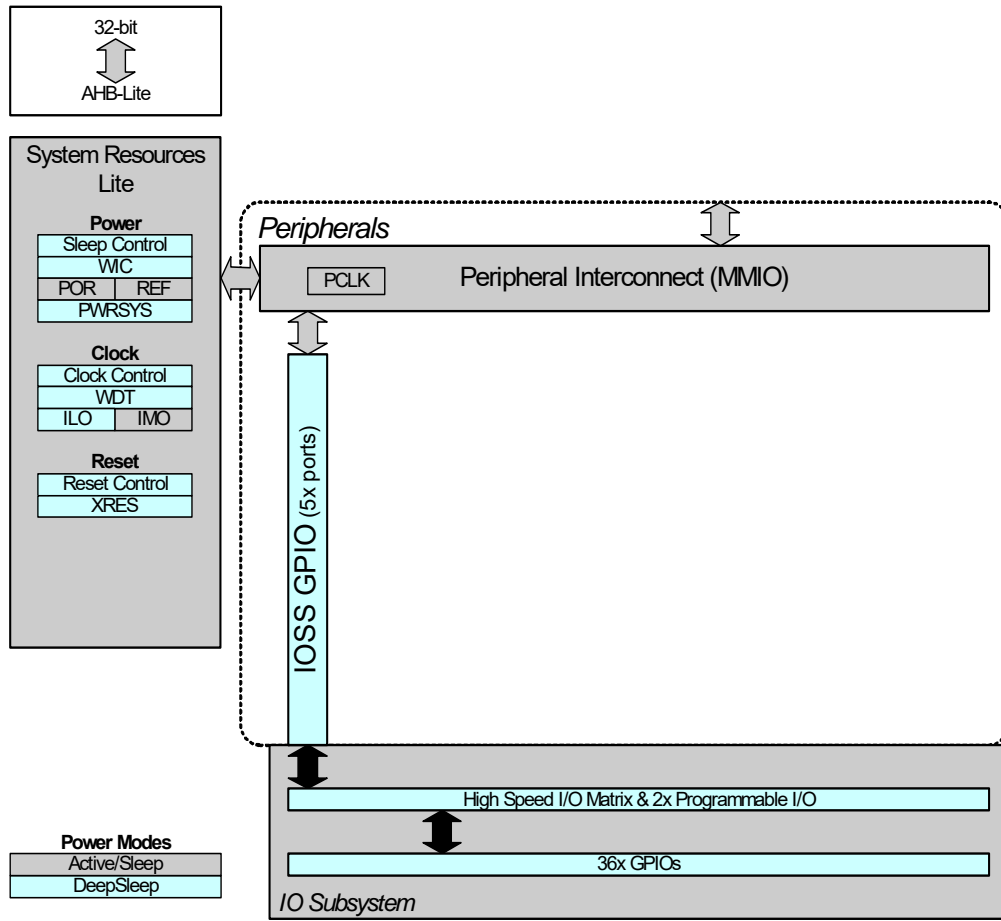 32-bit
AHB-Lite
System Resources
Lite
Power
Sleep Control
WIC
POR REF
PWRSYS
Clock
Clock Control
WDT
ILO IMO
Reset
Reset Control
XRES
Peripherals
PCLK
Peripheral Interconnect (MMIO)
IOSS GPIO (5x ports)
High Speed I/O Matrix & 2x Programmable I/O
36x GPIOs
IO Subsystem
Power Modes
Active/Sleep
DeepSleep